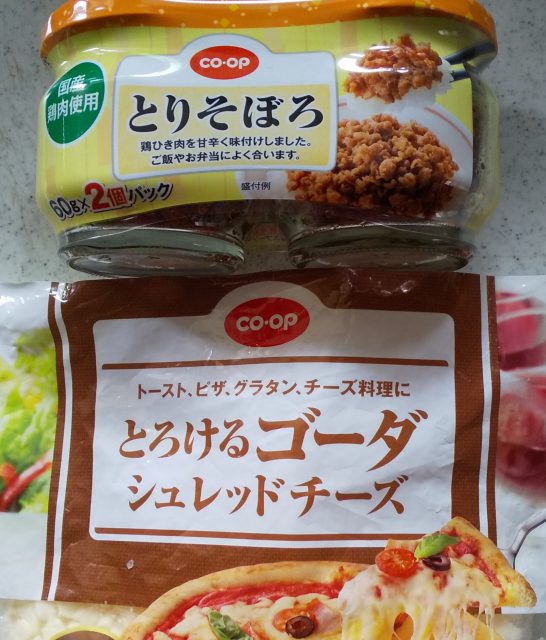 CO·OP
国産
鶏肉使用
とりそぼろ
鶏ひき肉を甘辛く味付けしました。
ご飯やお弁当によく合います。
盛付例
60g×2個パック
CO·OP
トースト、ピザ、グラタン、チーズ料理に
とろけるゴーダ
シュレッドチーズ